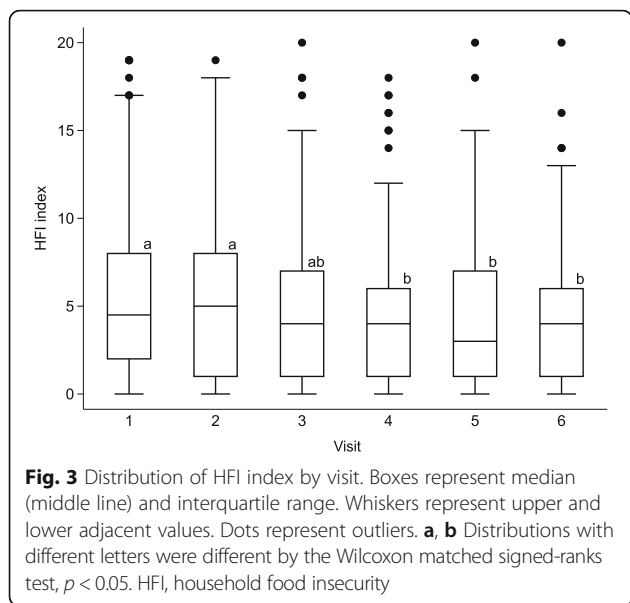 20
15
10
5
0
HFI index
a
a
ab
b
b
b
1 2 3 4 5 6
Visit
Fig. 3 Distribution of HFI index by visit. Boxes represent median
(middle line) and interquartile range. Whiskers represent upper and
lower adjacent values. Dots represent outliers. a, b Distributions with
different letters were different by the Wilcoxon matched signed-ranks
test, p < 0.05. HFI, household food insecurity